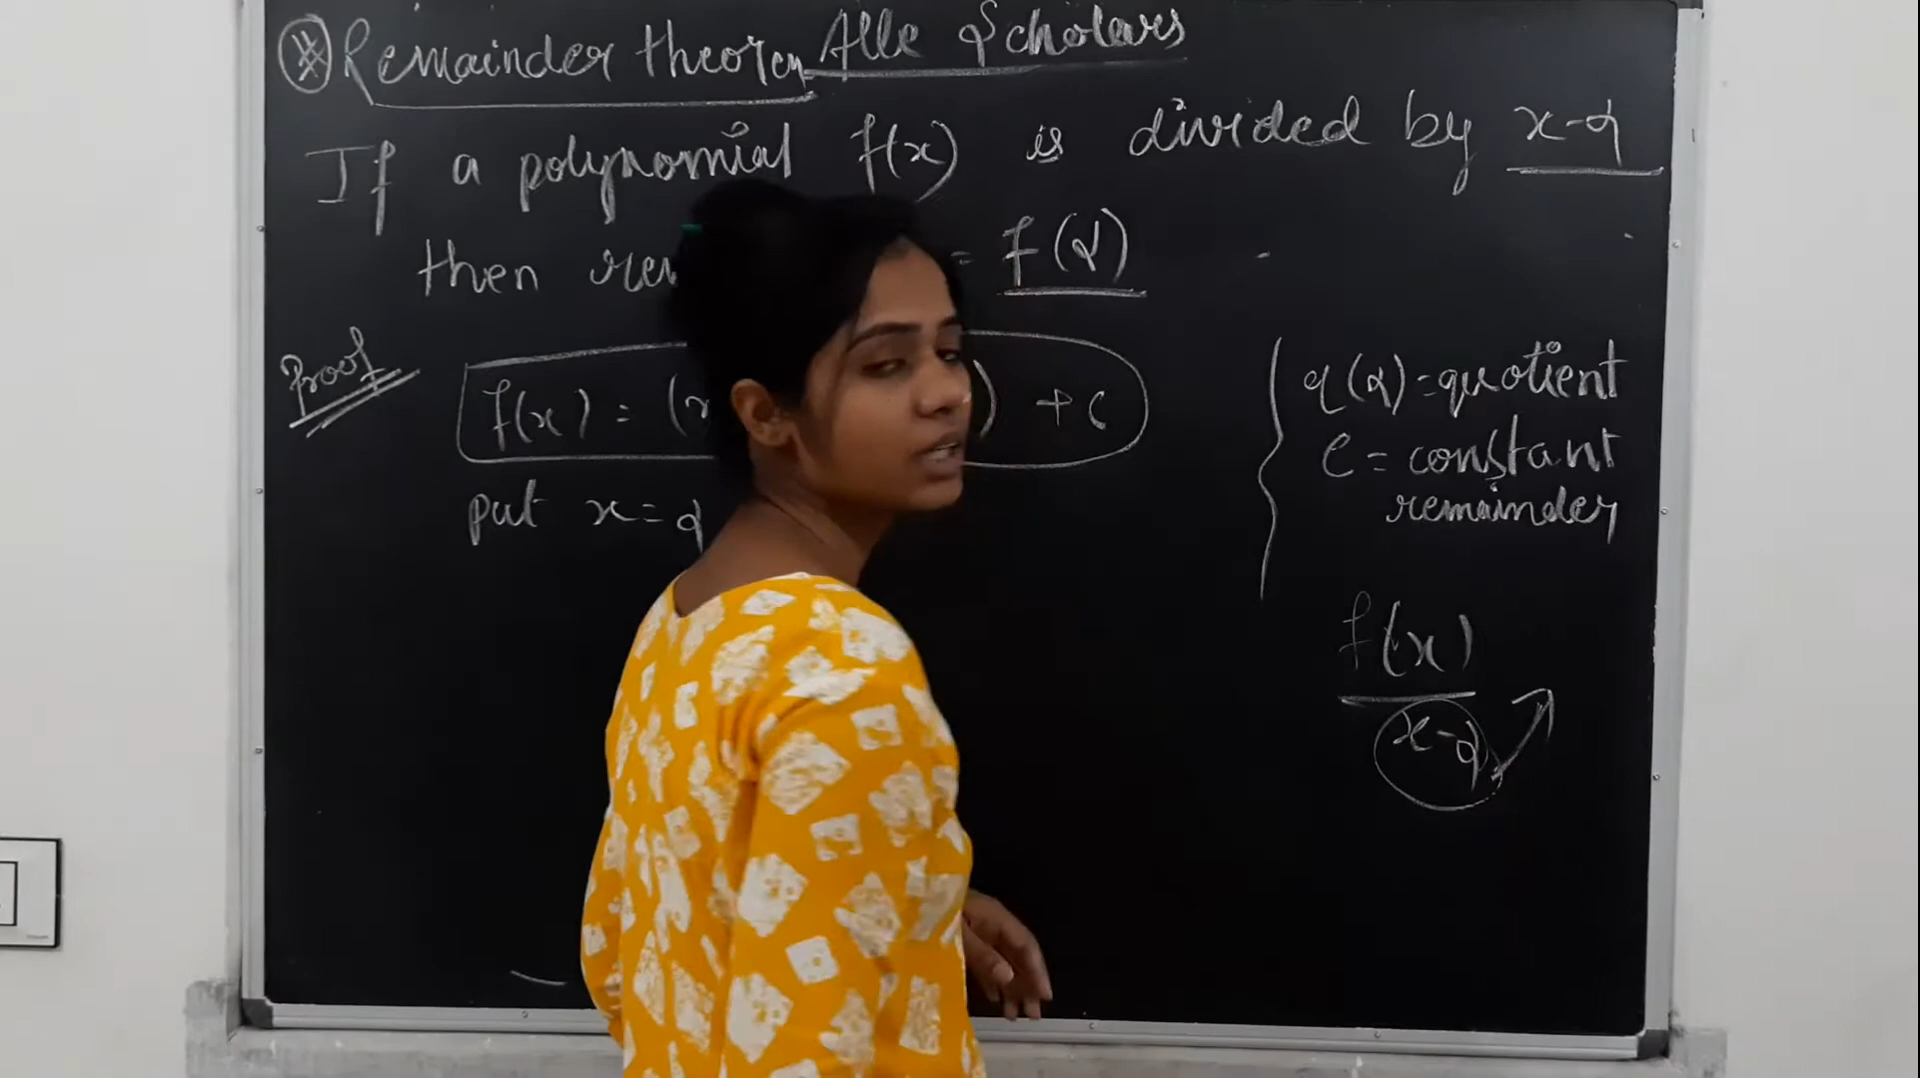 Remainder theorem Alle Scholars
If a polynomial f(x) is divided by x-α
then = f(α)
Proof
f(x) = (x ) + c
put x=α
q(α)=quotient
c = constant
remainder
f(x)
x-α